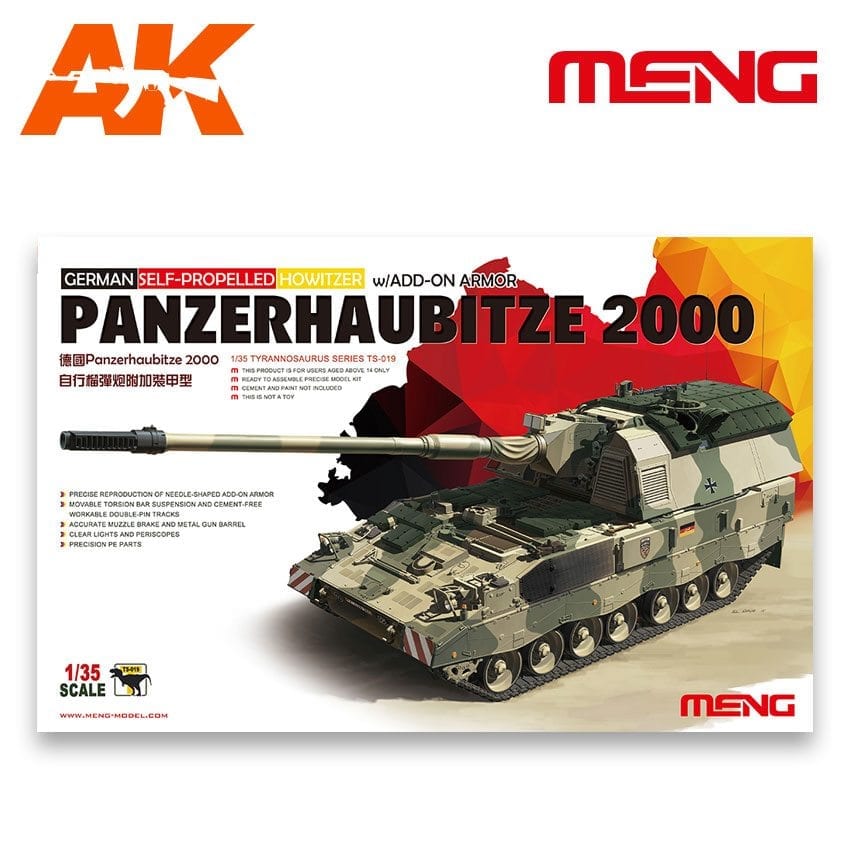 AK
MENG
GERMAN SELF-PROPELLED HOWITZER w/ADD-ON ARMOR
PANZERHAUBITZE 2000
德國Panzerhaubitze 2000
自行榴彈炮附加裝甲型
1/35 TYRANNOSAURUS SERIES TS-019
THIS PRODUCT IS FOR USERS AGED ABOVE 14 ONLY
READY TO ASSEMBLE PRECISE MODEL KIT
CEMENT AND PAINT NOT INCLUDED
THIS IS NOT A TOY
PRECISE REPRODUCTION OF NEEDLE-SHAPED ADD-ON ARMOR
MOVABLE TORSION BAR SUSPENSION AND CEMENT-FREE
WORKABLE DOUBLE-PIN TRACKS
ACCURATE MUZZLE BRAKE AND METAL GUN BARREL
CLEAR LIGHTS AND PERISCOPES
PRECISION PE PARTS
1/35
SCALE
TS-019
WWW.MENG-MODEL.COM
MENG